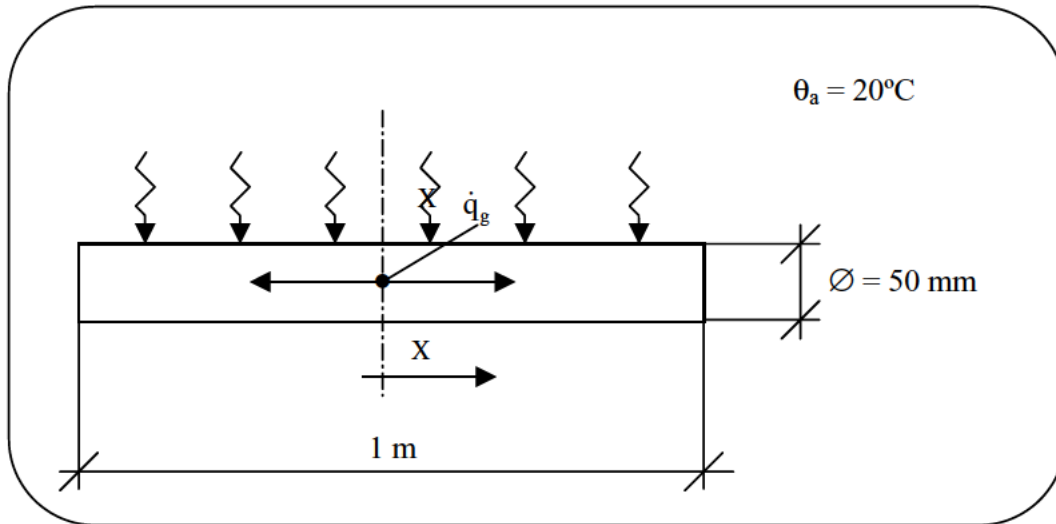 θₐ = 20ºC
X
q̇g
∅ = 50 mm
X
1 m